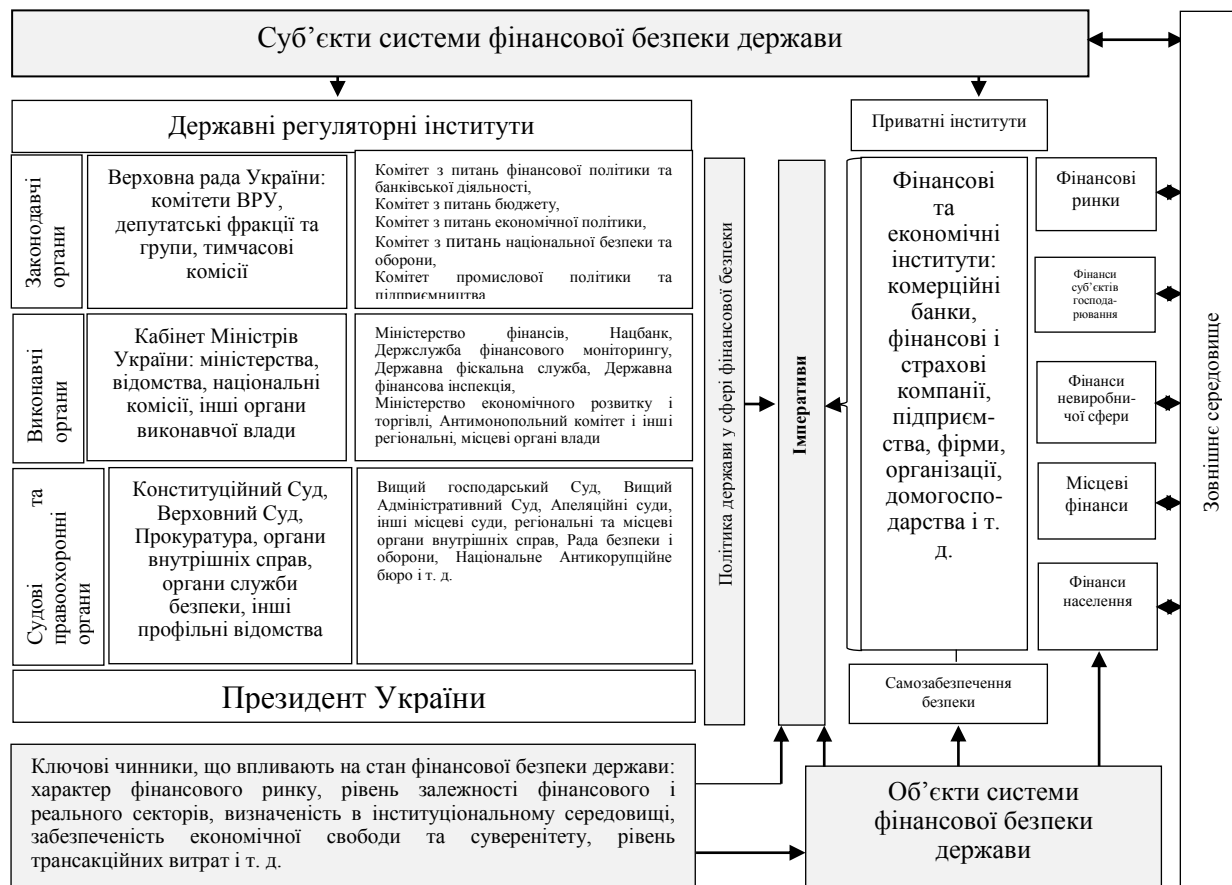 Суб’єкти системи фінансової безпеки держави
Державні регуляторні інститути
Приватні інститути
Законодавчі
органи
Верховна рада України:
комітети ВРУ,
депутатські фракції та
групи, тимчасові
комісії
Комітет з питань фінансової політики та
банківської діяльності,
Комітет з питань бюджету,
Комітет з питань економічної політики,
Комітет з питань національної безпеки та
оборони,
Комітет промислової політики та
підприємництва
Виконавчі
органи
Кабінет Міністрів
України: міністерства,
відомства, національні
комісії, інші органи
виконавчої влади
Міністерство фінансів, Нацбанк,
Держслужба фінансового моніторингу,
Державна фіскальна служба, Державна
фінансова інспекція,
Міністерство економічного розвитку і
торгівлі, Антимонопольний комітет і інші
регіональні, місцеві органі влади
Судові та
правоохоронні
органи
Конституційний Суд,
Верховний Суд,
Прокуратура, органи
внутрішніх справ,
органи служби
безпеки, інші
профільні відомства
Вищий господарський Суд, Вищий
Адміністративний Суд, Апеляційні суди,
інші місцеві суди, регіональні та місцеві
органи внутрішніх справ, Рада безпеки і
оборони, Національне Антикорупційне
бюро і т. д.
Президент України
Політика держави у сфері фінансової безпеки
Імперативи
Фінансові
та
економічні
інститути:
комерційні
банки,
фінансові і
страхові
компанії,
підприєм-
ства, фірми,
організації,
домогоспо-
дарства і т.
д.
Самозабезпечення
безпеки
Фінансові
ринки
Фінанси
суб’єктів
господа-
рювання
Фінанси
невиробни-
чої сфери
Місцеві
фінанси
Фінанси
населення
Зовнішнє середовище
Ключові чинники, що впливають на стан фінансової безпеки держави:
характер фінансового ринку, рівень залежності фінансового і
реального секторів, визначеність в інституціональному середовищі,
забезпеченість економічної свободи та суверенітету, рівень
трансакційних витрат і т. д.
Об’єкти системи
фінансової безпеки
держави